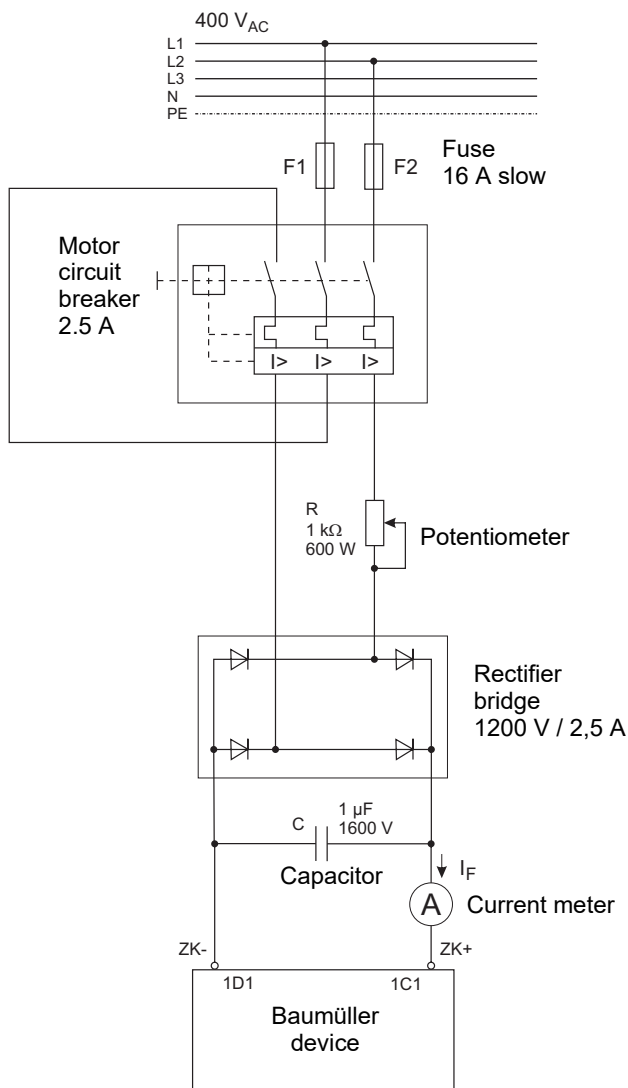 400 VAC
L1
L2
L3
N
PE
F1
F2
Fuse
16 A slow
Motor
circuit
breaker
2.5 A
I> I> I>
R
1 kΩ
600 W
Potentiometer
Rectifier
bridge
1200 V / 2,5 A
C
1 µF
1600 V
Capacitor
IF
A
Current meter
ZK-
ZK+
1D1
1C1
Baumüller
device